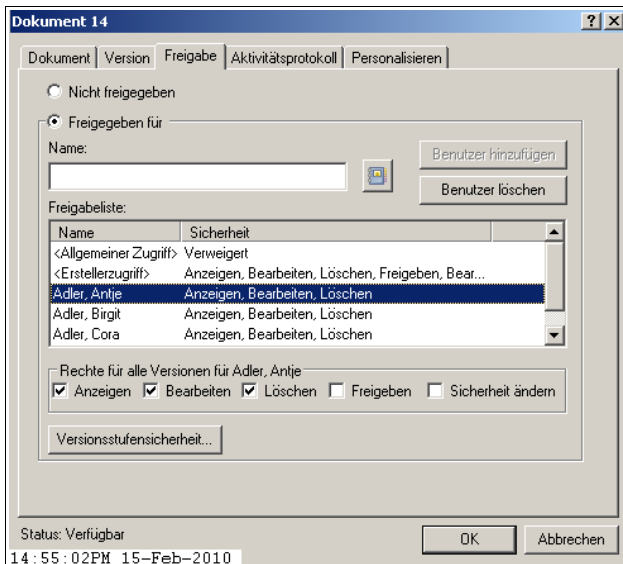 Dokument 14
Dokument Version Freigabe Aktivitätsprotokoll Personalisieren
Nicht freigegeben
Freigegeben für
Name:
Benutzer hinzufügen
Benutzer löschen
Freigabeliste:
Name Sicherheit
<Allgemeiner Zugriff> Verweigert
<Erstellerzugriff> Anzeigen, Bearbeiten, Löschen, Freigeben, Bear...
Adler, Antje Anzeigen, Bearbeiten, Löschen
Adler, Birgit Anzeigen, Bearbeiten, Löschen
Adler, Cora Anzeigen, Bearbeiten, Löschen
Rechte für alle Versionen für Adler, Antje
Anzeigen Bearbeiten Löschen Freigeben Sicherheit ändern
Versionsstufensicherheit...
Status: Verfügbar
OK Abbrechen
14:55:02PM 15-Feb-2010